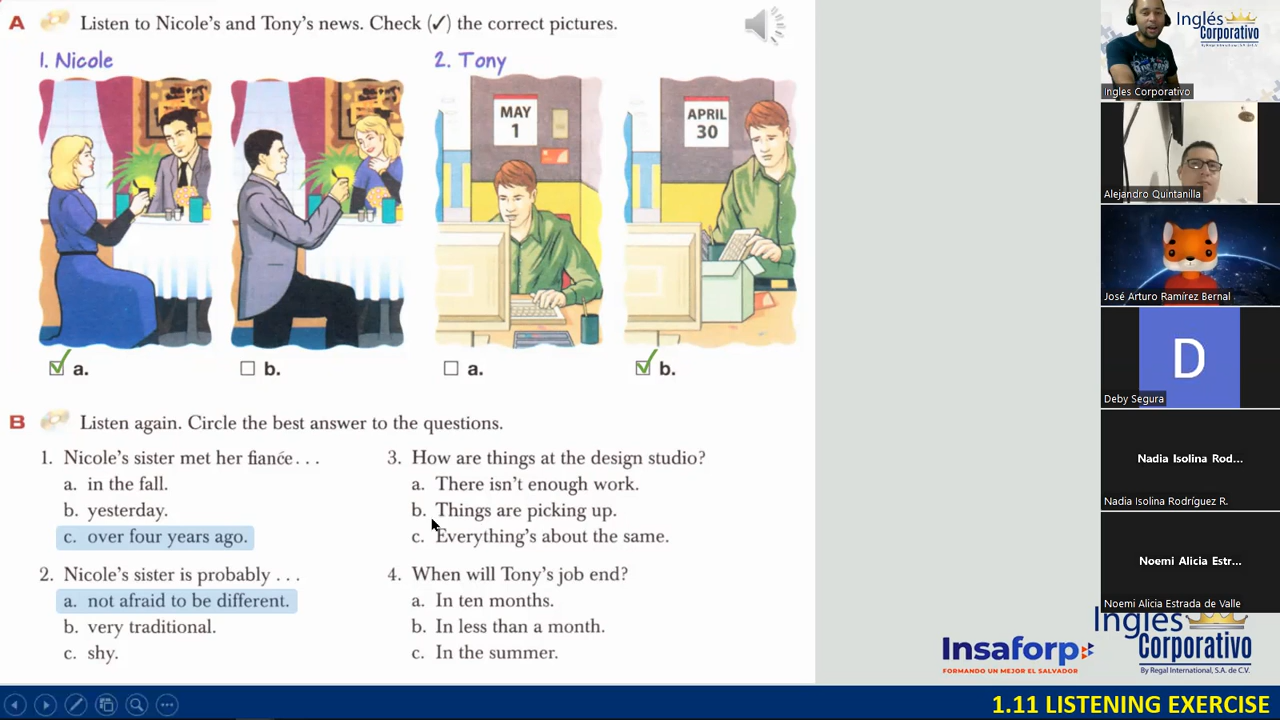 A Listen to Nicole's and Tony's news. Check (✓) the correct pictures.
1. Nicole
2. Tony
MAY
1
APRIL
30
a.
b.
a.
b.
B Listen again. Circle the best answer to the questions.
1. Nicole's sister met her fiancée . . .
a. in the fall.
b. yesterday.
c. over four years ago.
2. Nicole's sister is probably . . .
a. not afraid to be different.
b. very traditional.
c. shy.
3. How are things at the design studio?
a. There isn't enough work.
b. Things are picking up.
c. Everything's about the same.
4. When will Tony's job end?
a. In ten months.
b. In less than a month.
c. In the summer.
Inglés
Corporativo
By Regal International, S.A. de C.V.
Ingles Corporativo
Alejandro Quintanilla
José Arturo Ramírez Bernal
D
Deby Segura
Nadia Isolina Rod...
Nadia Isolina Rodríguez R.
Noemi Alicia Estr...
Noemi Alicia Estrada de Valle
Insaforp
FORMANDO UN MEJOR EL SALVADOR
Inglés
Corporativo
By Regal International, S.A. de C.V.
1.11 LISTENING EXERCISE